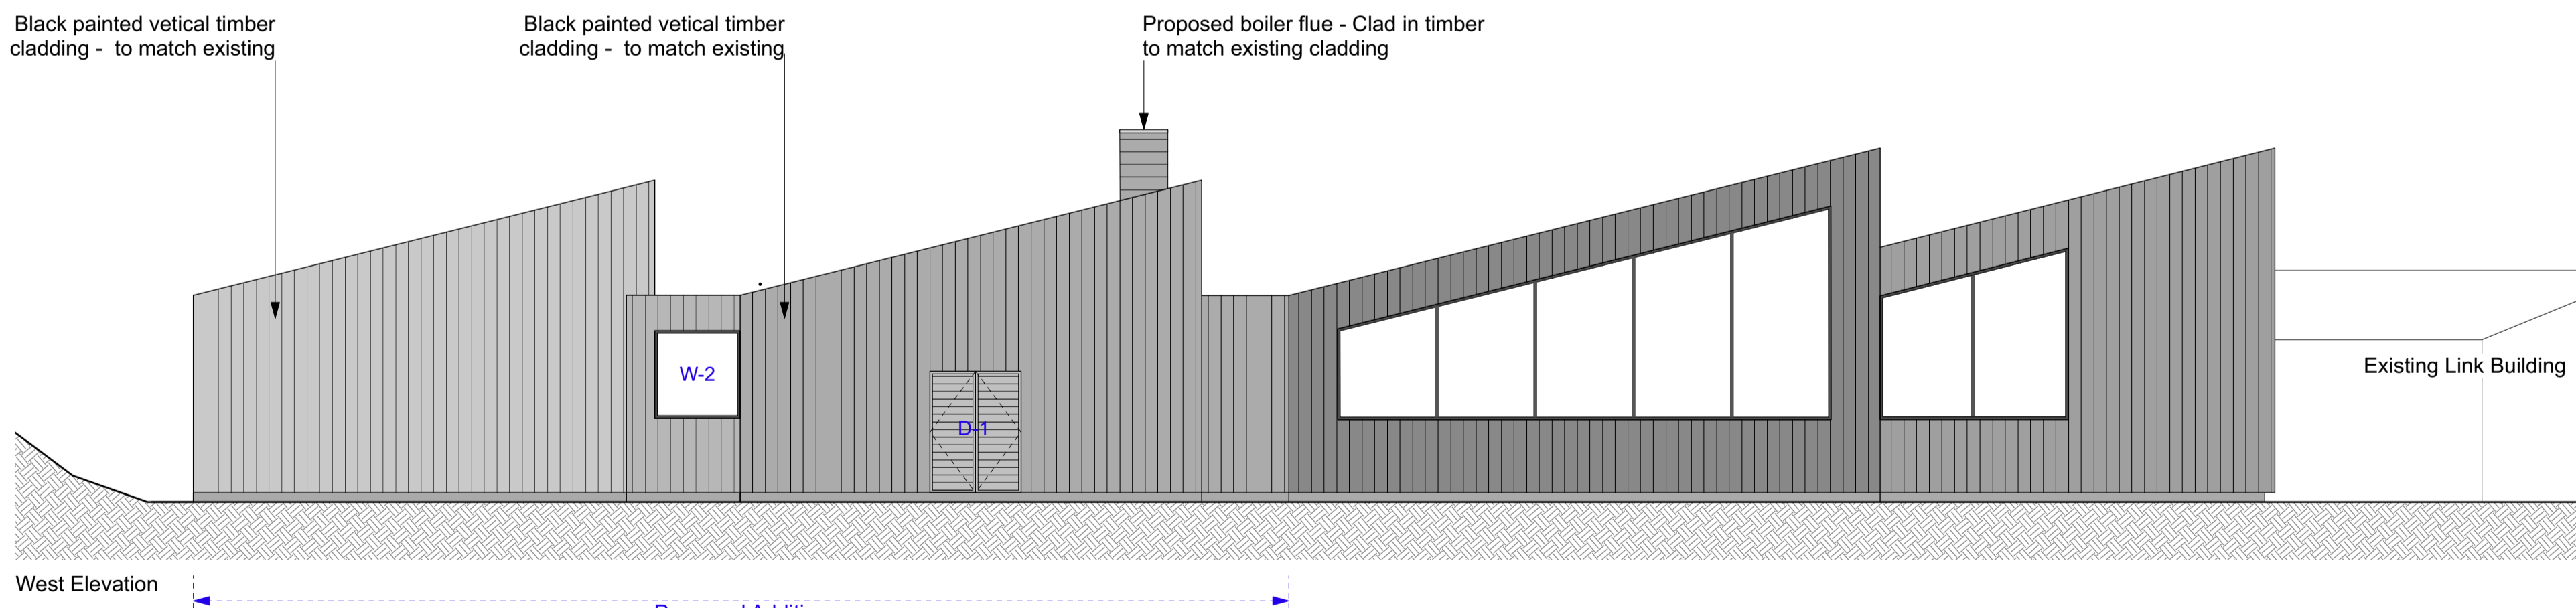 Black painted vetical timber
cladding - to match existing
Black painted vetical timber
cladding - to match existing
Proposed boiler flue - Clad in timber
to match existing cladding
W-2
D-1
Existing Link Building
West Elevation